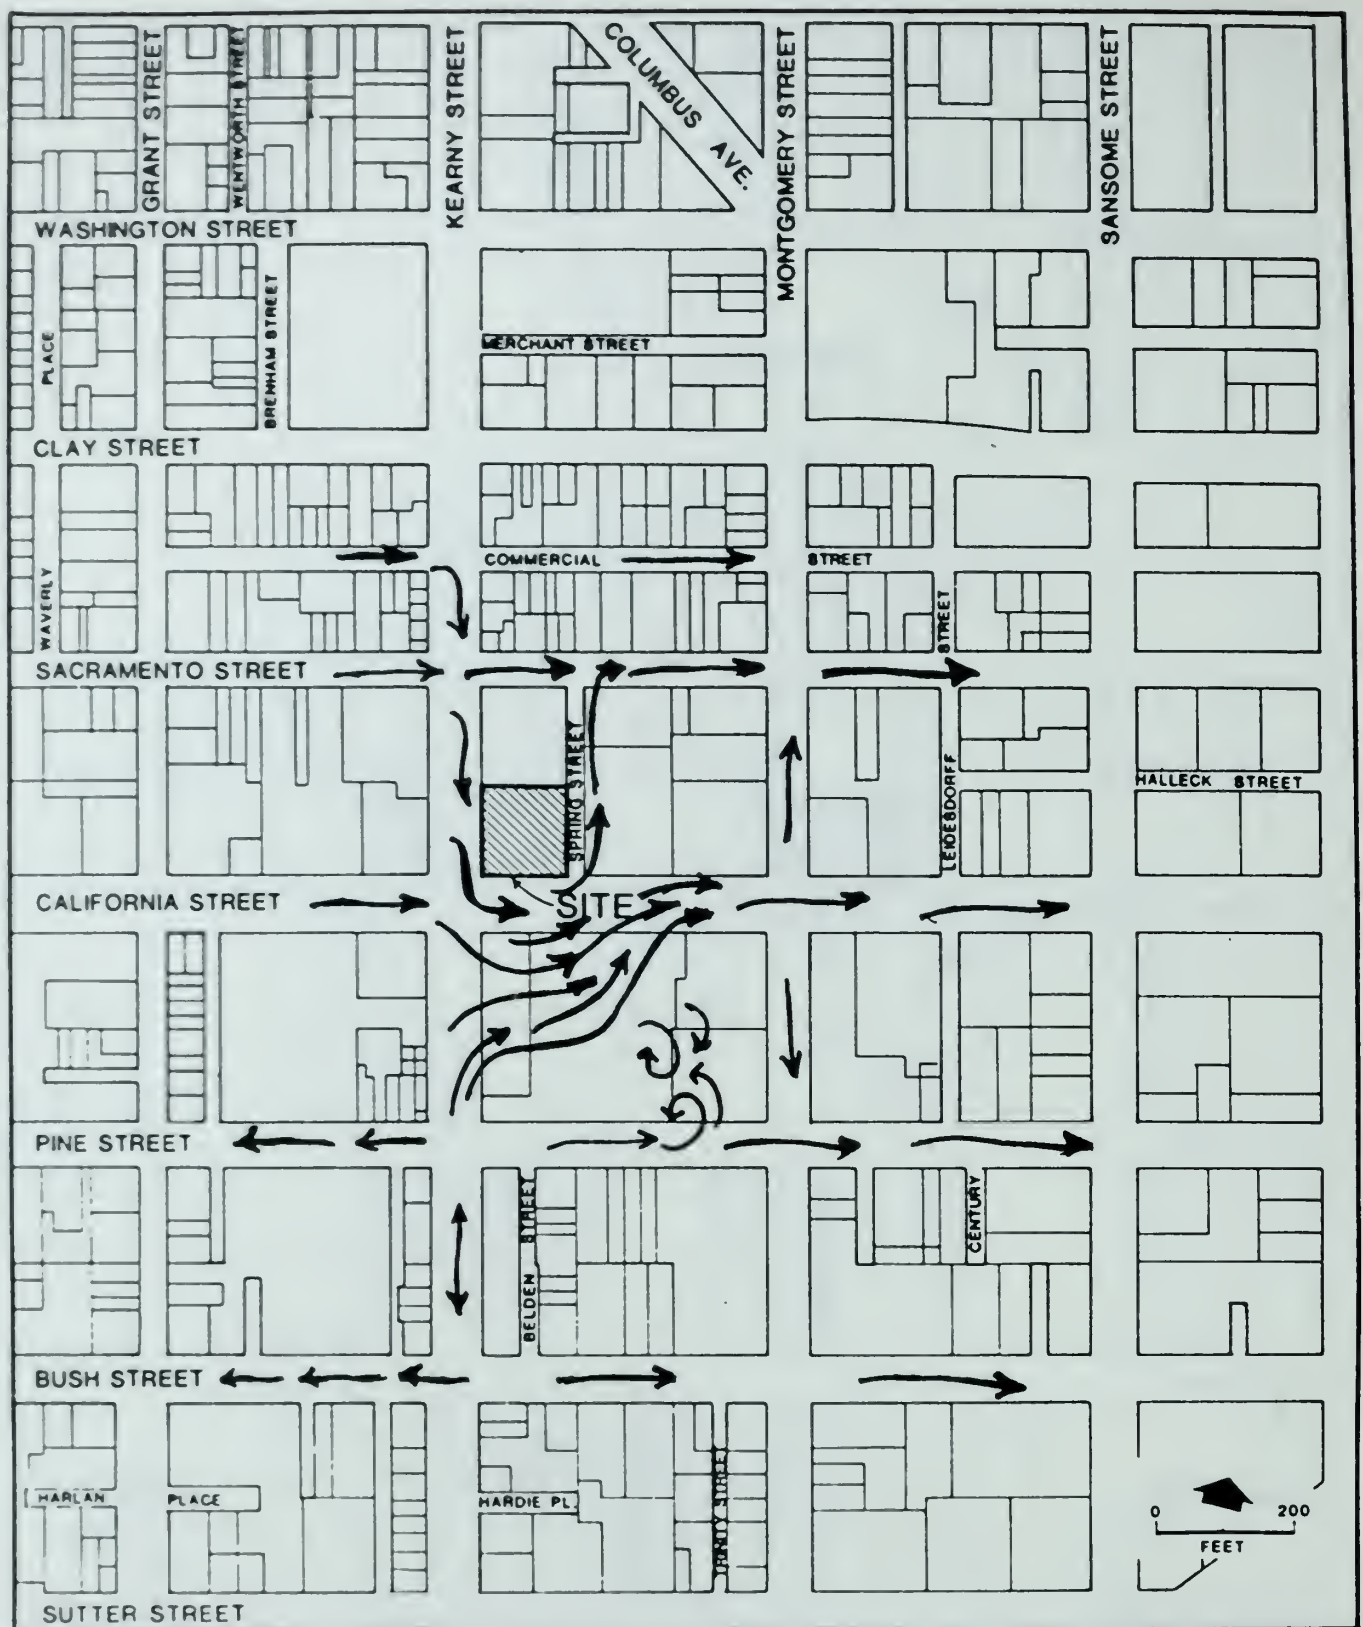 GRANT STREET
WENTWORTH STREET
KEARNY STREET
COLUMBUS AVE.
MONTGOMERY STREET
SANSOME STREET
WASHINGTON STREET
PLACE
BRENHAM STREET
MERCHANT STREET
CLAY STREET
WAVERLY
COMMERCIAL
STREET
STREET
SACRAMENTO STREET
SPRING STREET
LEIDESDORFF
HALLECK STREET
CALIFORNIA STREET
SITE
PINE STREET
BELDEN STREET
CENTURY
BUSH STREET
HARLAN
PLACE
HARDIE PL.
TRINITY STREET
0 200
FEET
SUTTER STREET